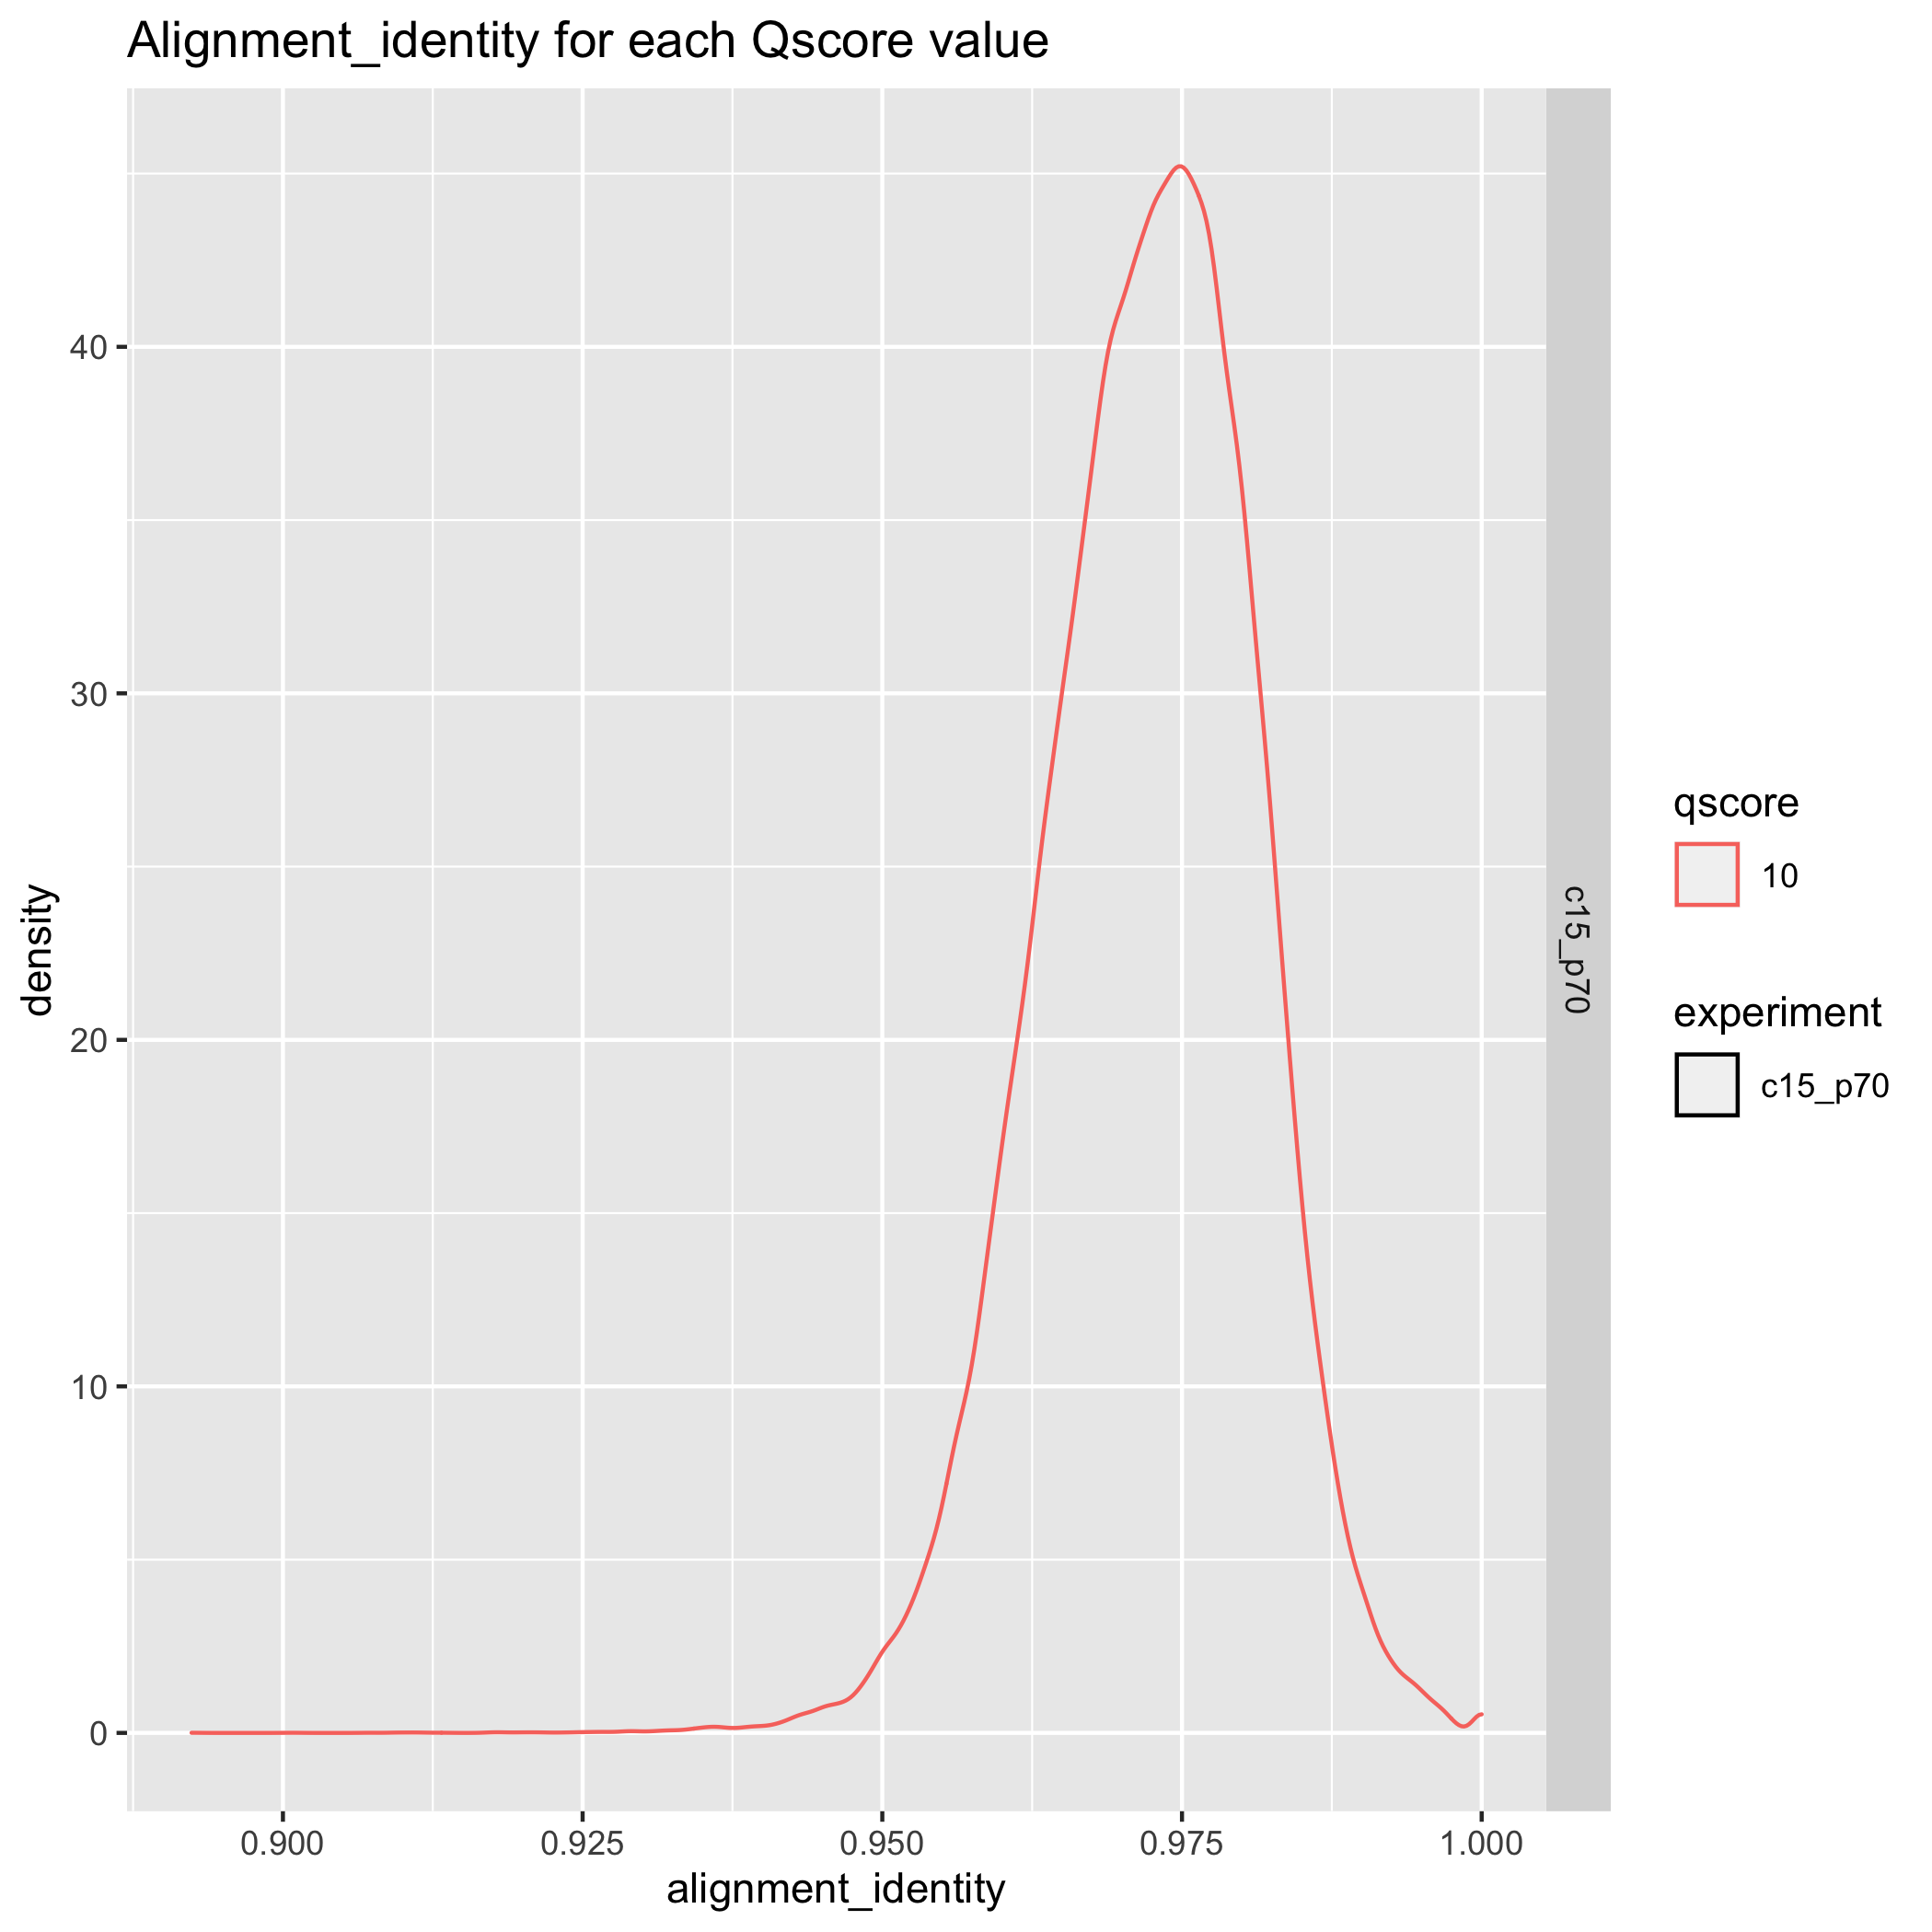 Alignment_identity for each Qscore value
density
40
30
20
10
0
0.900
0.925
0.950
0.975
1.000
alignment_identity
c15_p70
qscore
10
experiment
c15_p70